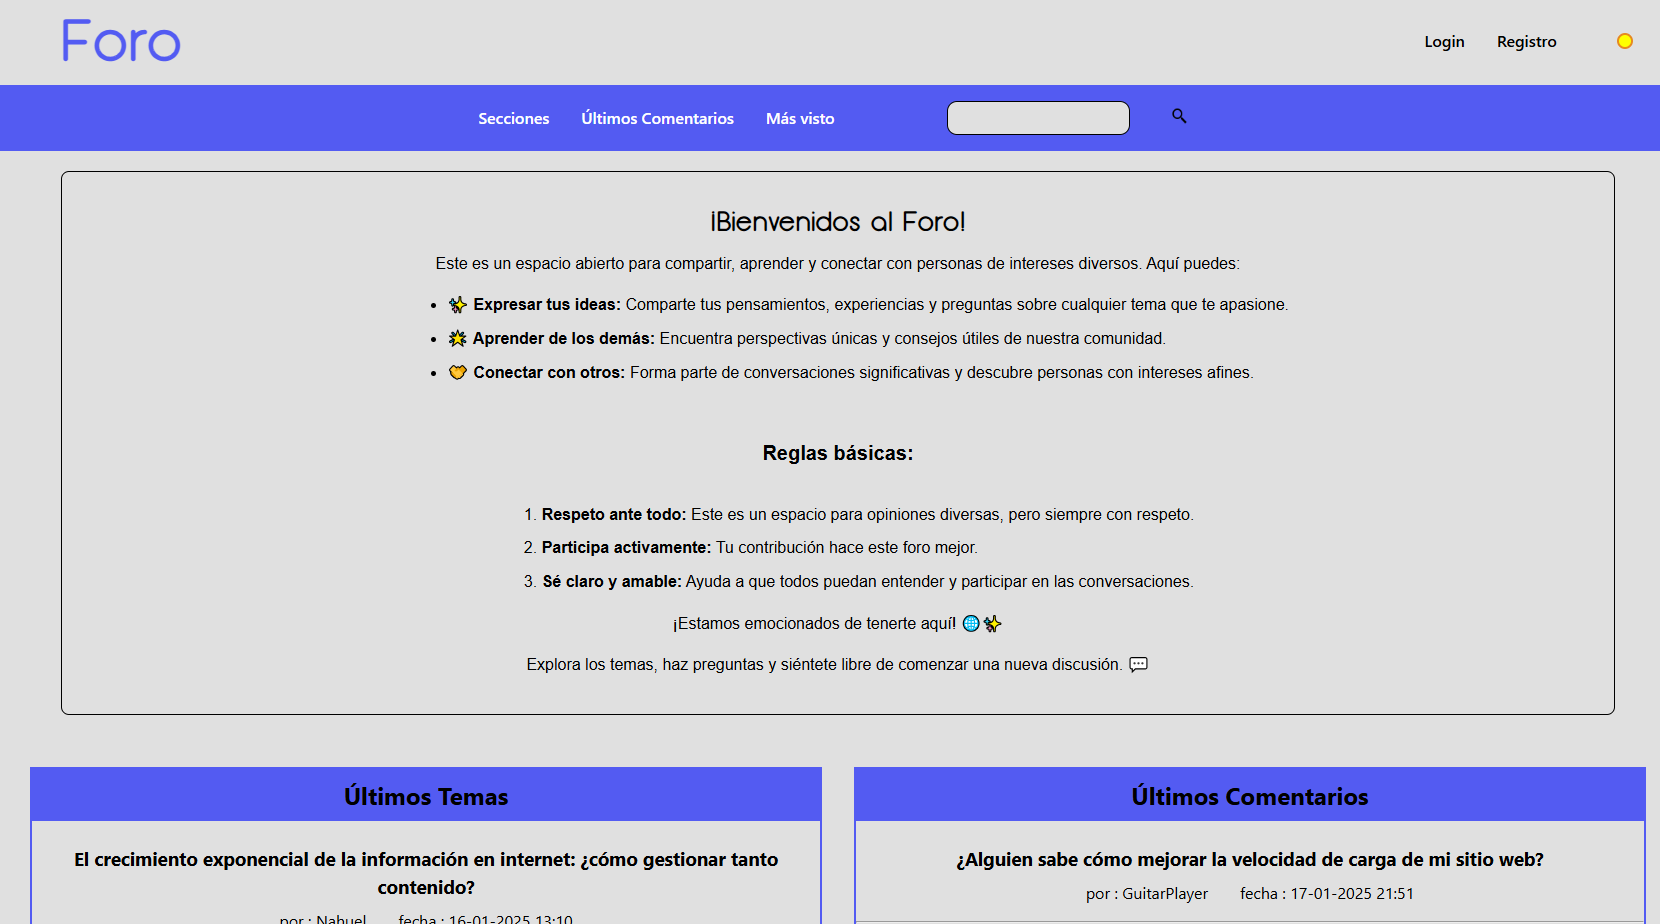 Foro
Login Registro
Secciones Últimos Comentarios Más visto
¡Bienvenidos al Foro!
Este es un espacio abierto para compartir, aprender y conectar con personas de intereses diversos. Aquí puedes:
• ✨ Expresar tus ideas: Comparte tus pensamientos, experiencias y preguntas sobre cualquier tema que te apasione.
• 🌟 Aprender de los demás: Encuentra perspectivas únicas y consejos útiles de nuestra comunidad.
• 🤝 Conectar con otros: Forma parte de conversaciones significativas y descubre personas con intereses afines.
Reglas básicas:
1. Respeto ante todo: Este es un espacio para opiniones diversas, pero siempre con respeto.
2. Participa activamente: Tu contribución hace este foro mejor.
3. Sé claro y amable: Ayuda a que todos puedan entender y participar en las conversaciones.
¡Estamos emocionados de tenerte aquí! 🌐✨
Explora los temas, haz preguntas y siéntete libre de comenzar una nueva discusión. 💬
Últimos Temas
El crecimiento exponencial de la información en internet: ¿cómo gestionar tanto
contenido?
por : Nahuel fecha : 16-01-2025 13:10
Últimos Comentarios
¿Alguien sabe cómo mejorar la velocidad de carga de mi sitio web?
por : GuitarPlayer fecha : 17-01-2025 21:51